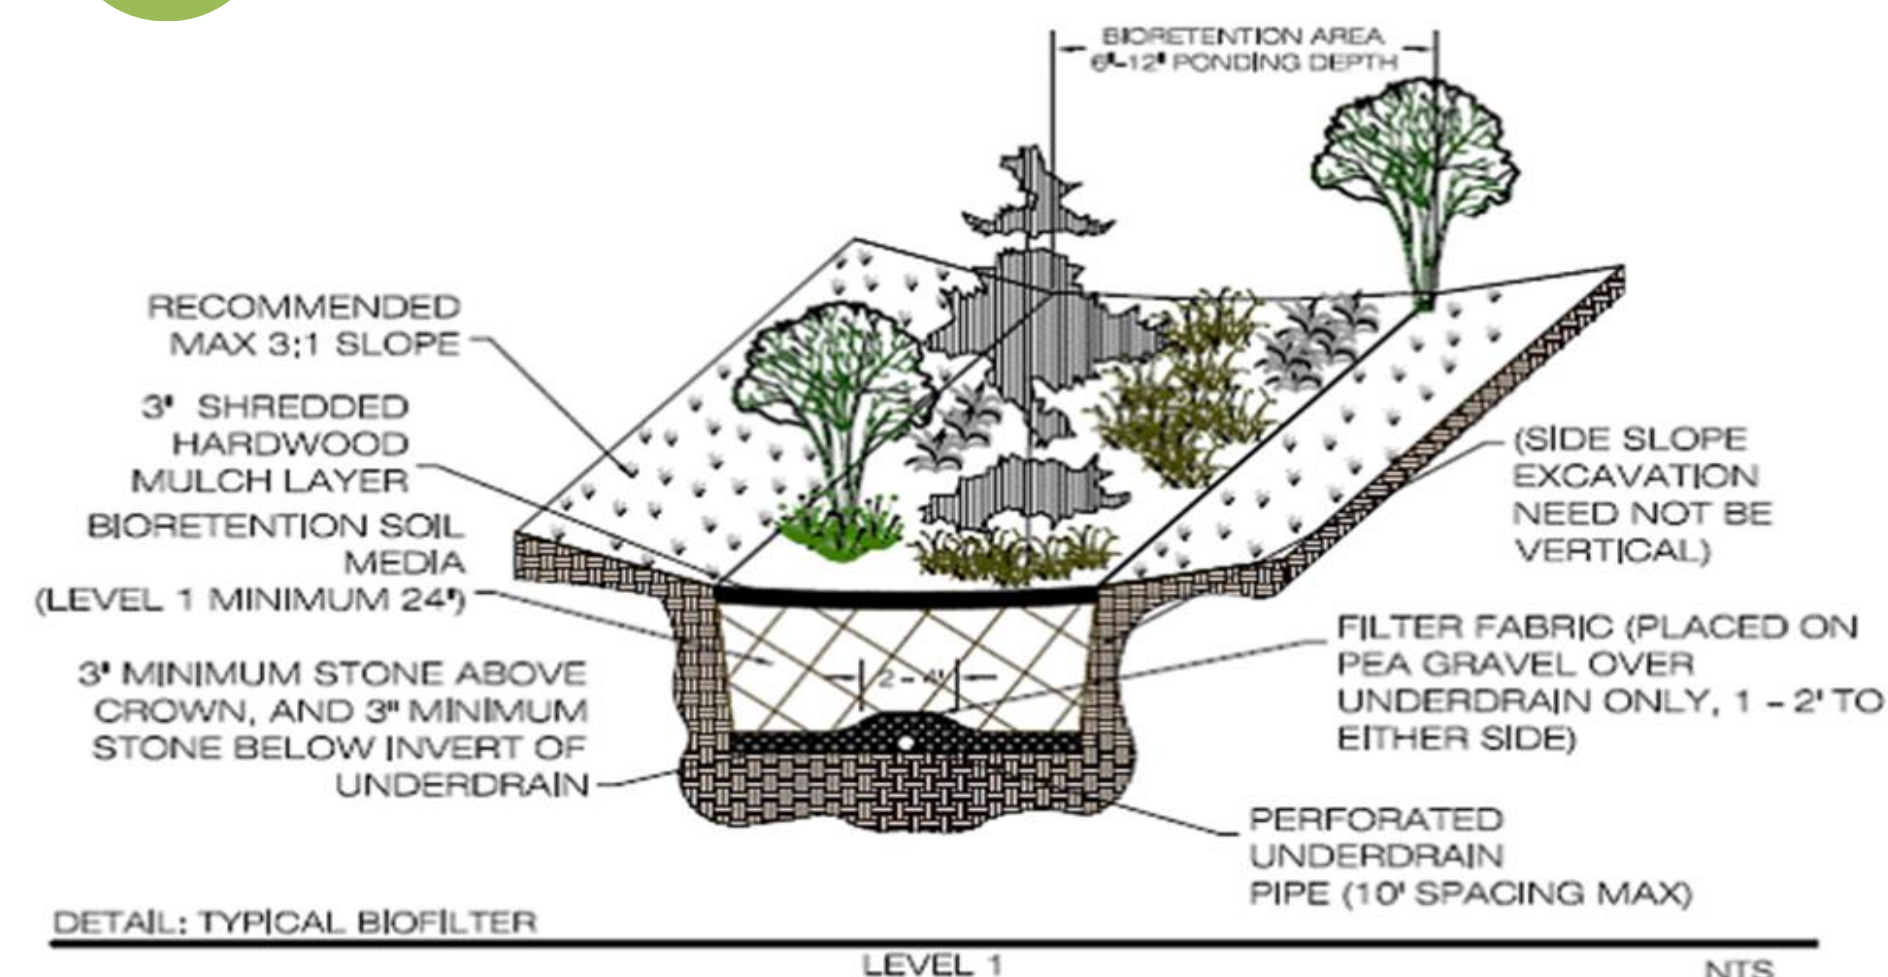 BIORETENTION AREA
6"-12" PONDING DEPTH
RECOMMENDED
MAX 3:1 SLOPE
3" SHREDDED
HARDWOOD
MULCH LAYER
BIORETENTION SOIL
MEDIA
(LEVEL 1 MINIMUM 24")
3" MINIMUM STONE ABOVE
CROWN, AND 3" MINIMUM
STONE BELOW INVERT OF
UNDERDRAIN
2 - 4'
(SIDE SLOPE
EXCAVATION
NEED NOT BE
VERTICAL)
FILTER FABRIC (PLACED ON
PEA GRAVEL OVER
UNDERDRAIN ONLY, 1 - 2' TO
EITHER SIDE)
PERFORATED
UNDERDRAIN
PIPE (10' SPACING MAX)
DETAIL: TYPICAL BIOFILTER
LEVEL 1
NTS